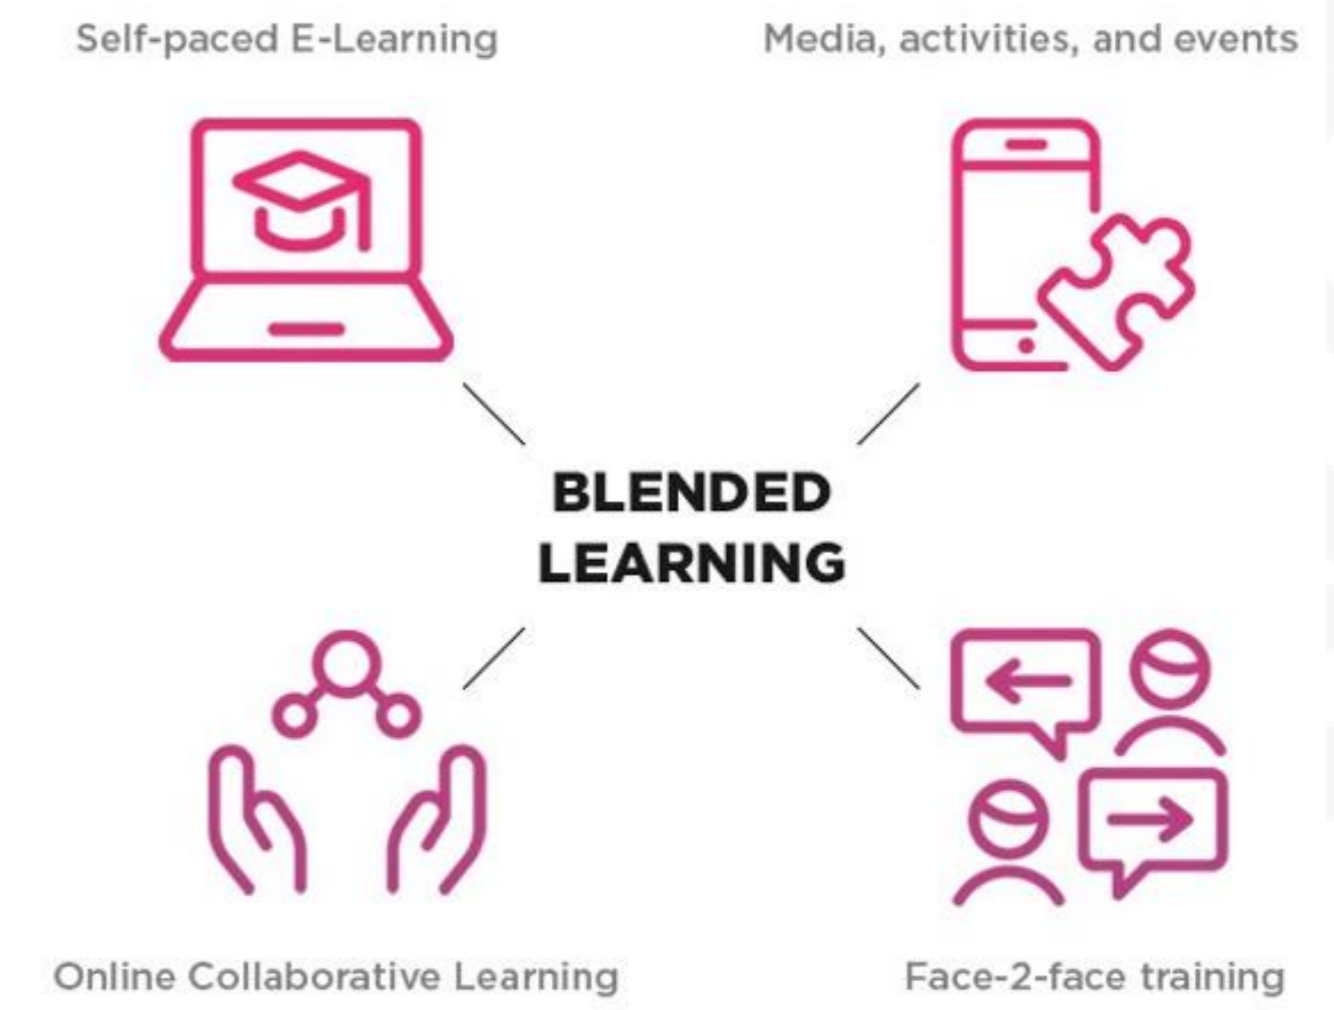 Self-paced E-Learning
Media, activities, and events
BLENDED
LEARNING
Online Collaborative Learning
Face-2-face training